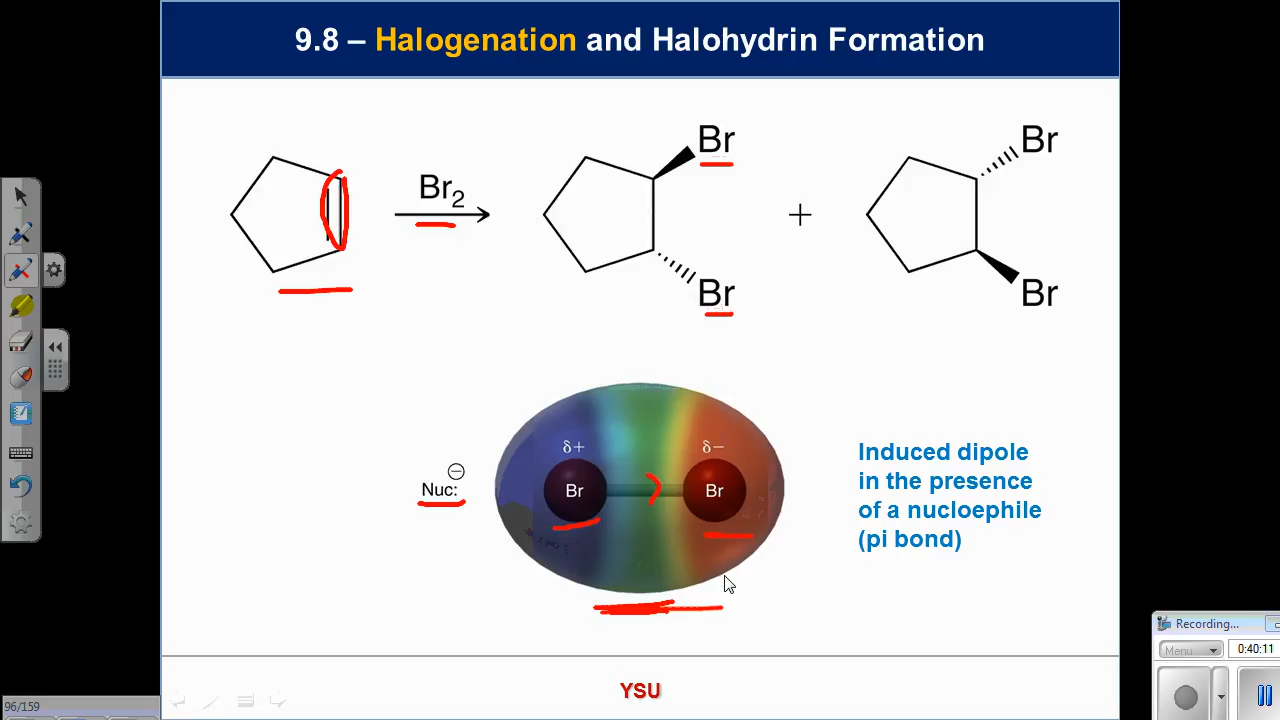 9.8 – Halogenation and Halohydrin Formation
Br
Br
Br2
+
Br
Br
δ+
δ−
Nuc:
Br
Br
Induced dipole
in the presence
of a nucloephile
(pi bond)
YSU
Recording...
Menu
0:40:11
96/159